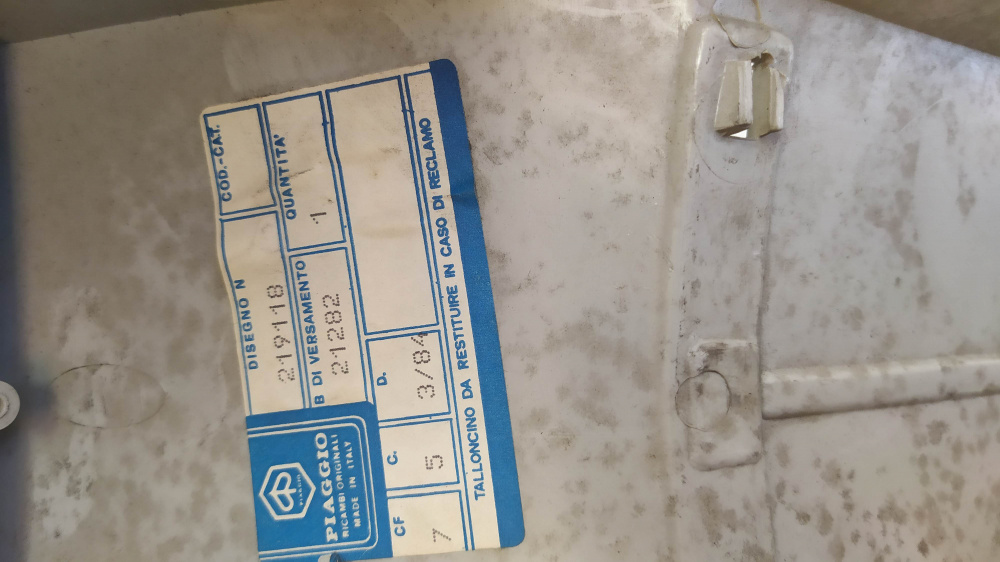 PIAGGIO
PIAGGIO
RICAMBI ORIGINALI
MADE IN ITALY
DISEGNO N
219118
COD.-CAT.
B DI VERSAMENTO
21282
QUANTITA'
1
CF
7
C.
5
D.
3/84
TALLONCINO DA RESTITUIRE IN CASO DI RECLAMO